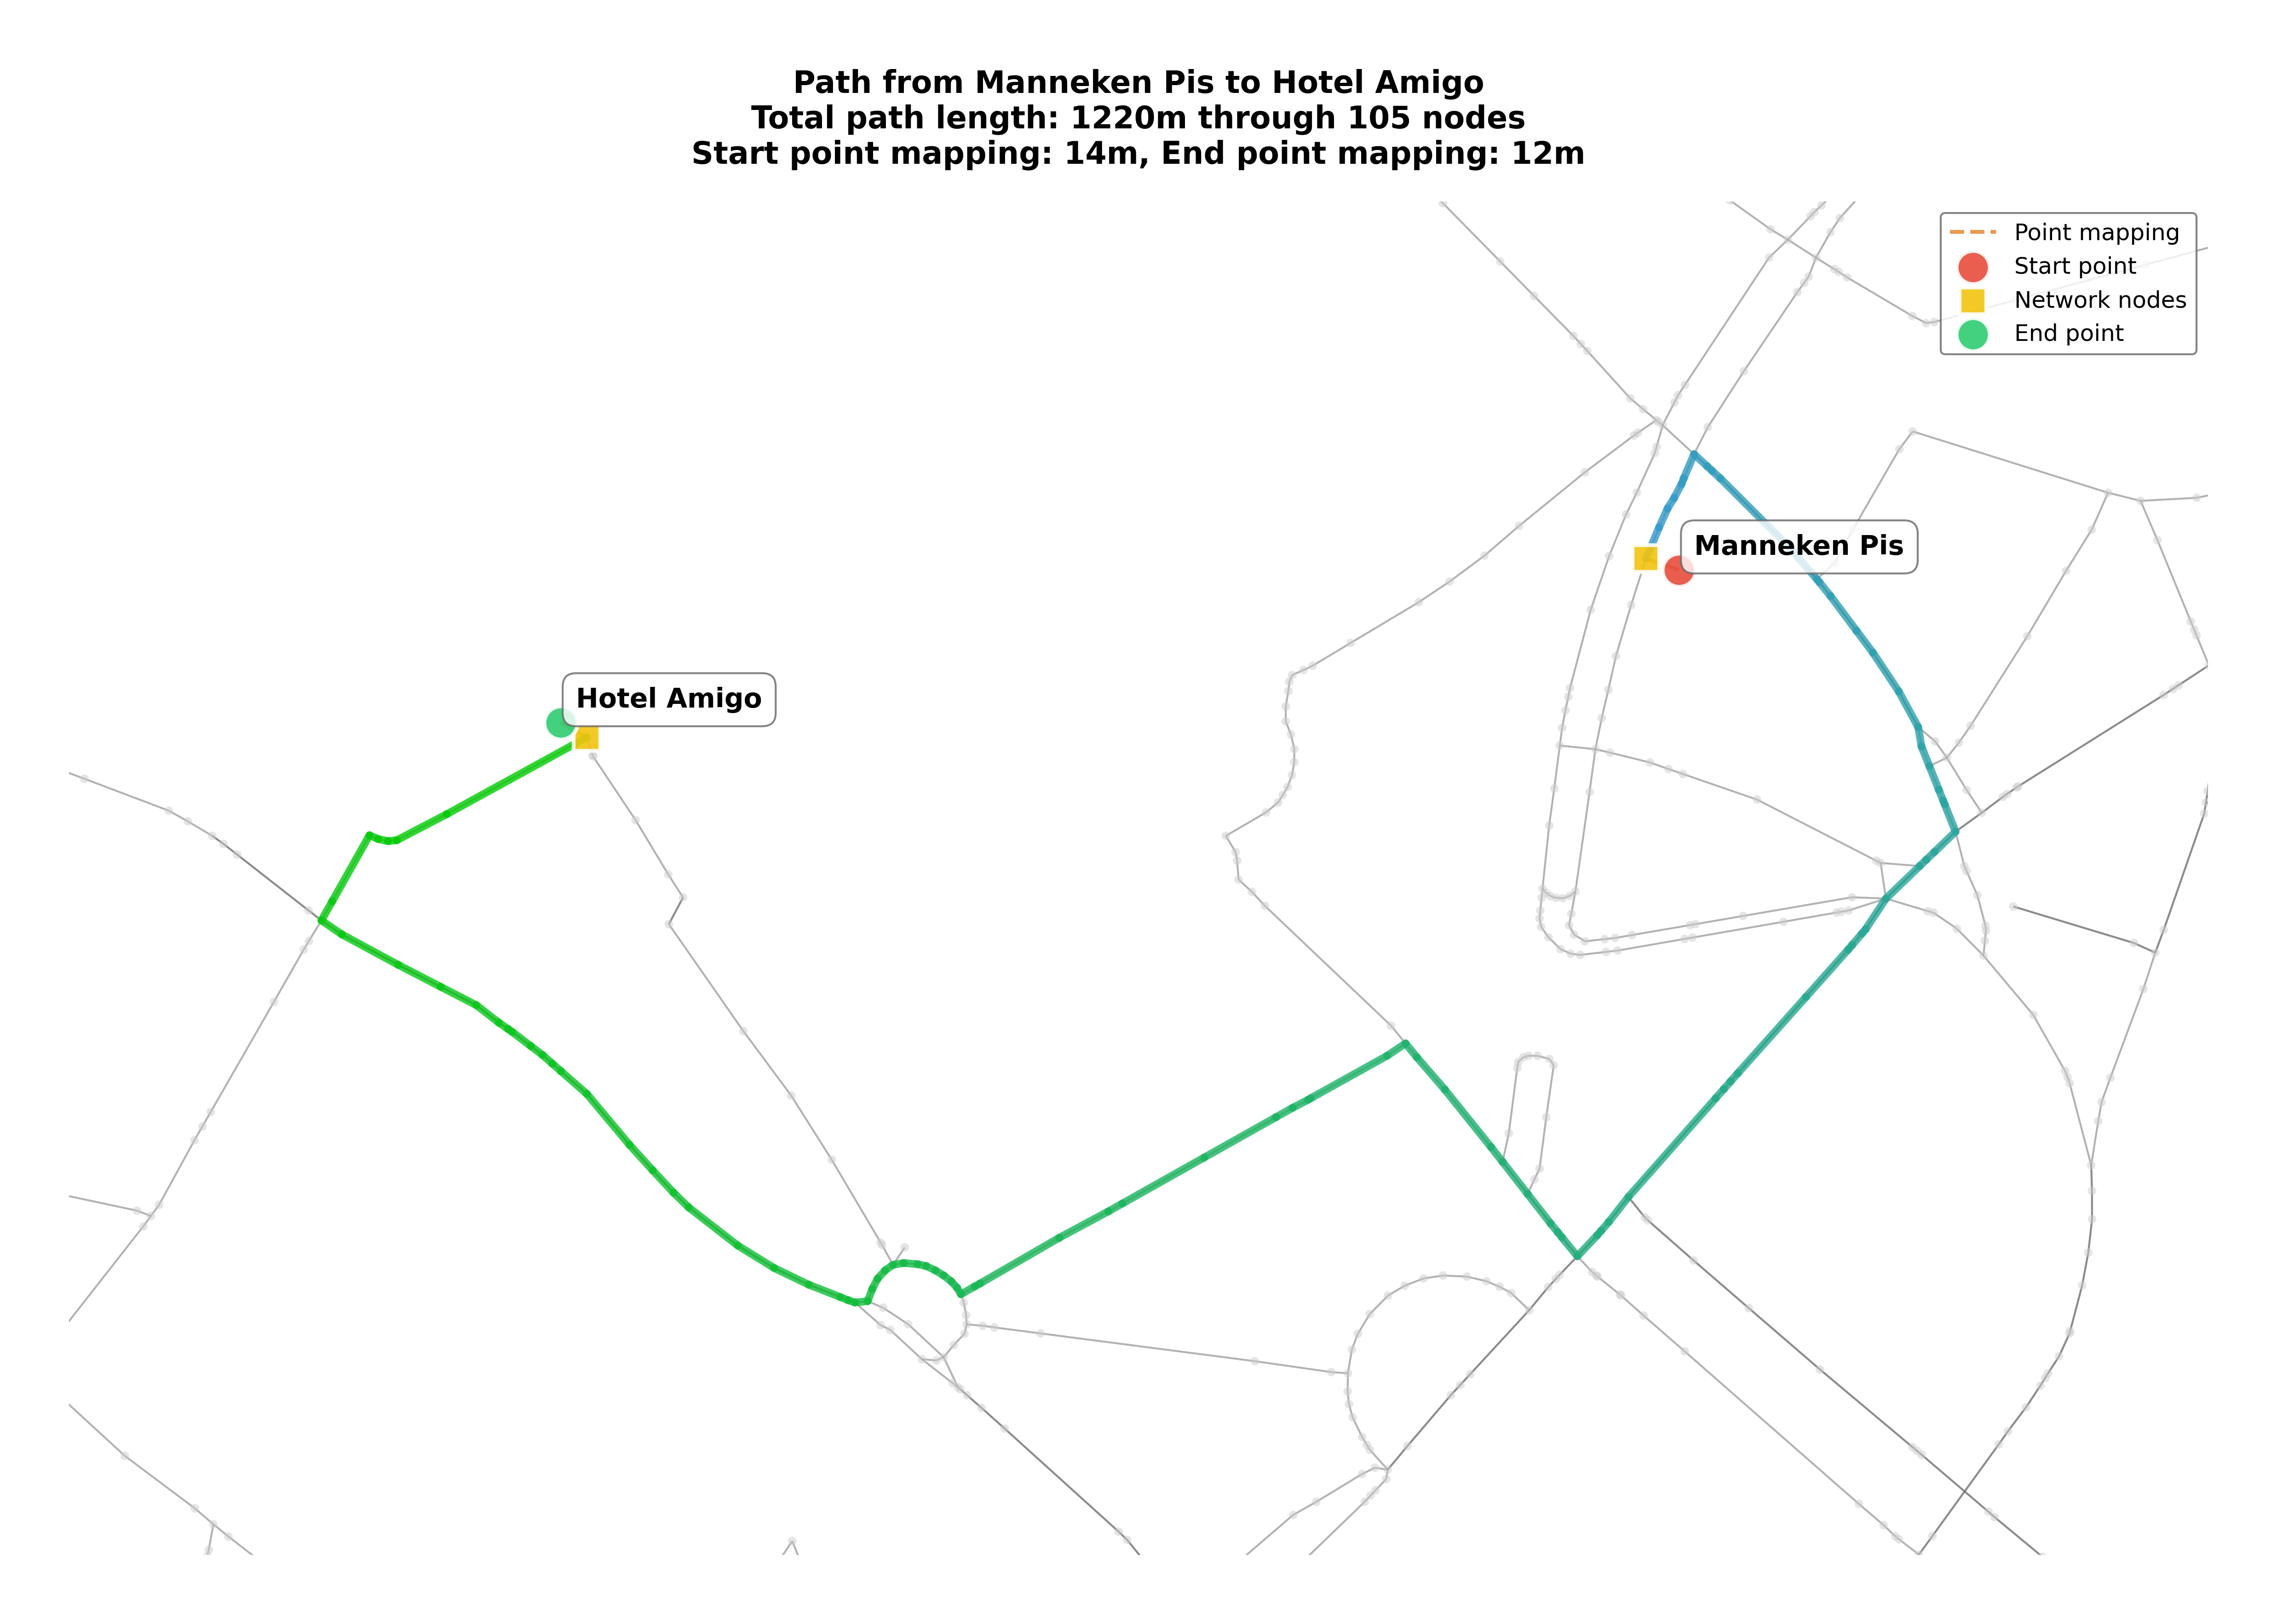 Path from Manneken Pis to Hotel Amigo
Total path length: 1220m through 105 nodes
Start point mapping: 14m, End point mapping: 12m
Point mapping
Start point
Network nodes
End point
Manneken Pis
Hotel Amigo